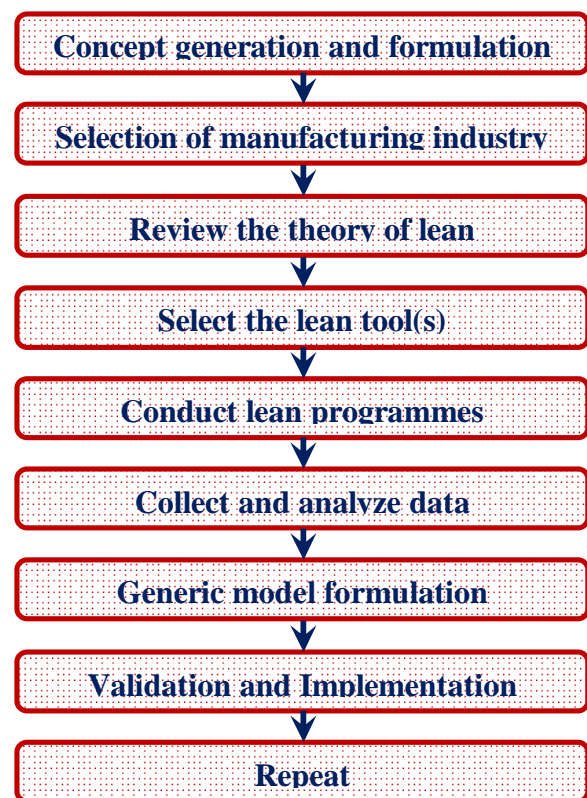 Concept generation and formulation
Selection of manufacturing industry
Review the theory of lean
Select the lean tool(s)
Conduct lean programmes
Collect and analyze data
Generic model formulation
Validation and Implementation
Repeat